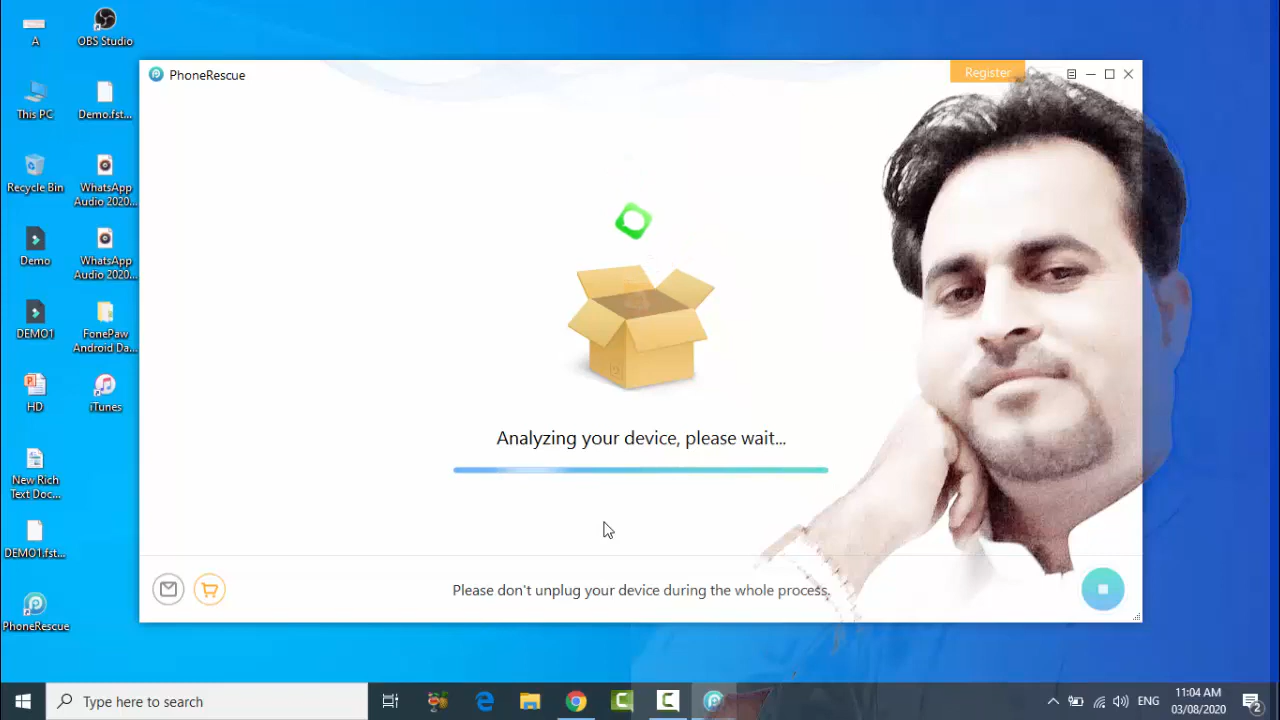 A
OBS Studio
This PC
Demo.fst...
Recycle Bin
WhatsApp
Audio 2020...
Demo
WhatsApp
Audio 2020...
DEMO1
FonePaw
Android Da...
HD
iTunes
New Rich
Text Doc...
DEMO1.fst...
PhoneRescue
PhoneRescue
Register
Analyzing your device, please wait...
Please don't unplug your device during the whole process.
Type here to search
ENG
11:04 AM
03/08/2020
2